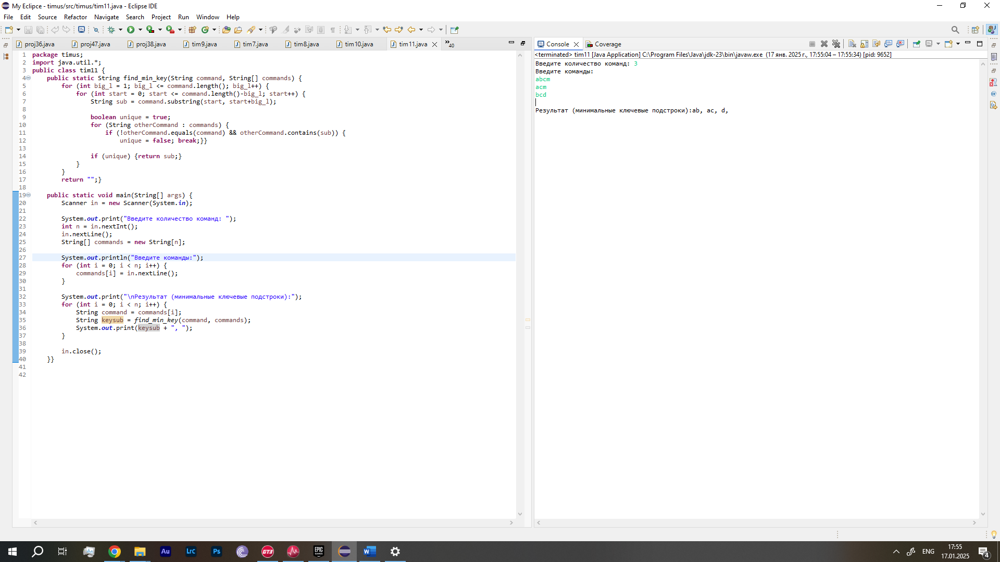 My Eclipce - timus/src/timus/tim11.java - Eclipse IDE
File Edit Source Refactor Navigate Search Project Run Window Help
proj36.java proj47.java proj38.java tim9.java tim7.java tim8.java tim10.java tim11.java 40
1 package timus;
2 import java.util.*;
3 public class tim11 {
4 public static String find_min_key(String command, String[] commands) {
5 for (int big_l = 1; big_l <= command.length(); big_l++) {
6 for (int start = 0; start <= command.length()-big_l; start++) {
7 String sub = command.substring(start, start+big_l);
8
9 boolean unique = true;
10 for (String otherCommand : commands) {
11 if (!otherCommand.equals(command) && otherCommand.contains(sub)) {
12 unique = false; break;}}
13
14 if (unique) {return sub;}
15 }
16 }
17 return "";}
18
19 public static void main(String[] args) {
20 Scanner in = new Scanner(System.in);
21
22 System.out.print("Введите количество команд: ");
23 int n = in.nextInt();
24 in.nextLine();
25 String[] commands = new String[n];
26
27 System.out.println("Введите команды:");
28 for (int i = 0; i < n; i++) {
29 commands[i] = in.nextLine();
30 }
31
32 System.out.print("\nРезультат (минимальные ключевые подстроки):");
33 for (int i = 0; i < n; i++) {
34 String command = commands[i];
35 String keysub = find_min_key(command, commands);
36 System.out.print(keysub + ", ");
37 }
38
39 in.close();
40 }}
41
42
Console Coverage
<terminated> tim11 [Java Application] C:\Program Files\Java\jdk-23\bin\javaw.exe (17 янв. 2025 г., 17:55:04 – 17:55:34) [pid: 9652]
Введите количество команд: 3
Введите команды:
abcm
acm
bcd
Результат (минимальные ключевые подстроки):ab, ac, d,
Au Lrc Ps GT3 EPIC GAMES W
ENG
17:55
17.01.2025
4